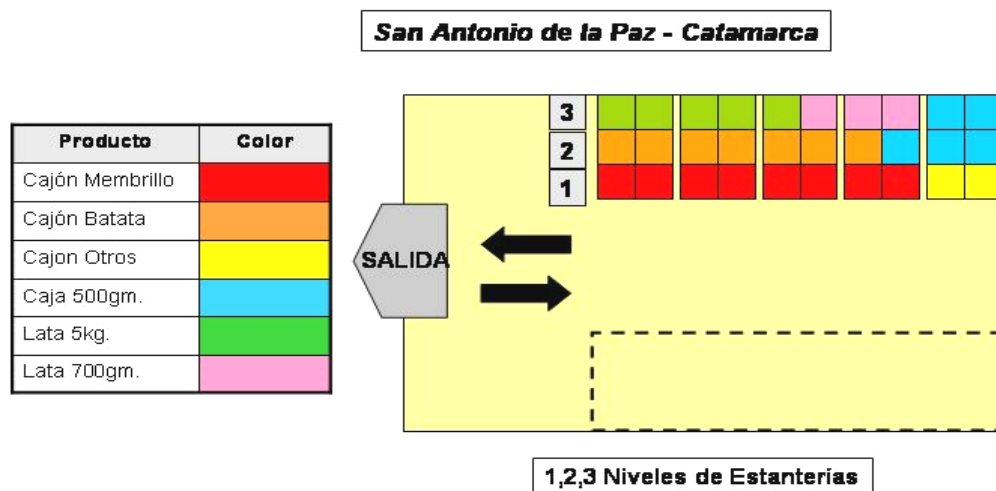 San Antonio de la Paz - Catamarca
Producto Color
Cajón Membrillo
Cajón Batata
Cajon Otros
Caja 500gm.
Lata 5kg.
Lata 700gm.
3
2
1
SALIDA
1,2,3 Niveles de Estanterías